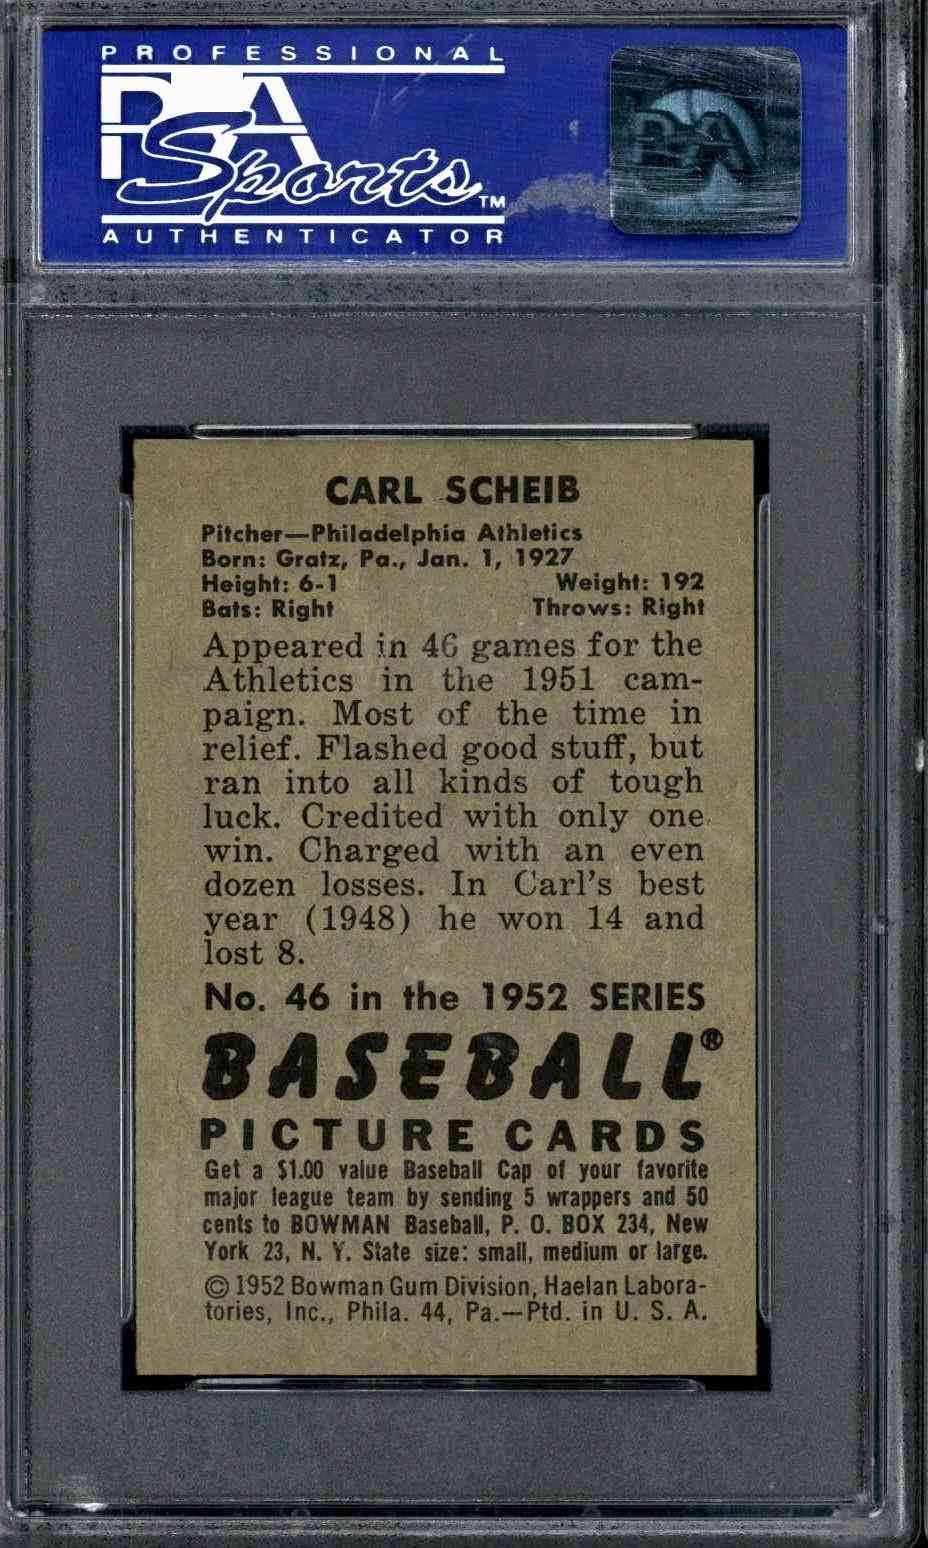 PROFESSIONAL
PSA
Sports™
AUTHENTICATOR
PSA
CARL SCHEIB
Pitcher—Philadelphia Athletics
Born: Gratz, Pa., Jan. 1, 1927
Height: 6-1 Weight: 192
Bats: Right Throws: Right
Appeared in 46 games for the
Athletics in the 1951 cam-
paign. Most of the time in
relief. Flashed good stuff, but
ran into all kinds of tough
luck. Credited with only one
win. Charged with an even
dozen losses. In Carl's best
year (1948) he won 14 and
lost 8.
No. 46 in the 1952 SERIES
BASEBALL®
PICTURE CARDS
Get a $1.00 value Baseball Cap of your favorite
major league team by sending 5 wrappers and 50
cents to BOWMAN Baseball, P. O. BOX 234, New
York 23, N. Y. State size: small, medium or large.
© 1952 Bowman Gum Division, Haelan Labora-
tories, Inc., Phila. 44, Pa.—Ptd. in U. S. A.